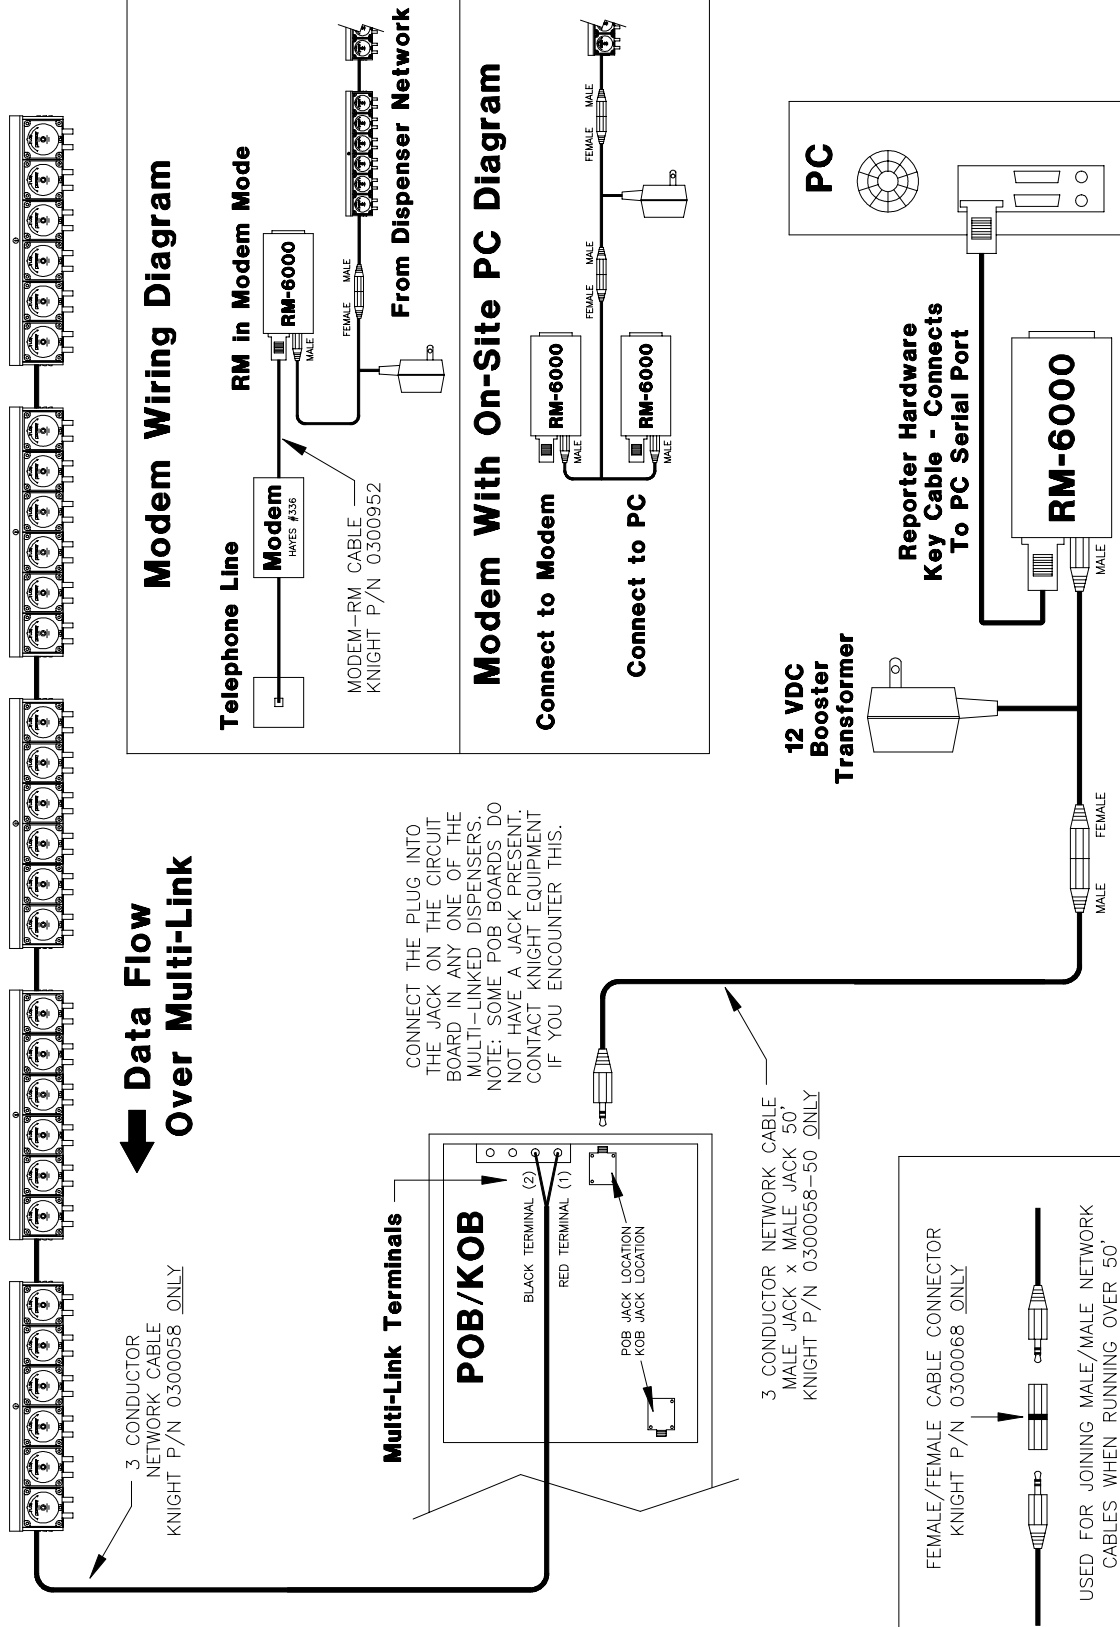 3 CONDUCTOR
NETWORK CABLE
KNIGHT P/N 0300058 ONLY
Data Flow
Over Multi-Link
Modem Wiring Diagram
Telephone Line
Modem
HAYES #336
MODEM-RM CABLE
KNIGHT P/N 0300952
RM in Modem Mode
RM-6000
MALE
FEMALE
MALE
From Dispenser Network
Modem With On-Site PC Diagram
Connect to Modem
RM-6000
MALE
Connect to PC
RM-6000
MALE
FEMALE
MALE
FEMALE
MALE
Multi-Link Terminals
POB/KOB
BLACK TERMINAL (2)
RED TERMINAL (1)
POB JACK LOCATION
KOB JACK LOCATION
CONNECT THE PLUG INTO
THE JACK ON THE CIRCUIT
BOARD IN ANY ONE OF THE
MULTI-LINKED DISPENSERS.
NOTE: SOME POB BOARDS DO
NOT HAVE A JACK PRESENT.
CONTACT KNIGHT EQUIPMENT
IF YOU ENCOUNTER THIS.
3 CONDUCTOR NETWORK CABLE
MALE JACK x MALE JACK 50'
KNIGHT P/N 0300058-50 ONLY
12 VDC
Booster
Transformer
MALE
FEMALE
Reporter Hardware
Key Cable - Connects
To PC Serial Port
RM-6000
MALE
PC
FEMALE/FEMALE CABLE CONNECTOR
KNIGHT P/N 0300068 ONLY
USED FOR JOINING MALE/MALE NETWORK
CABLES WHEN RUNNING OVER 50'